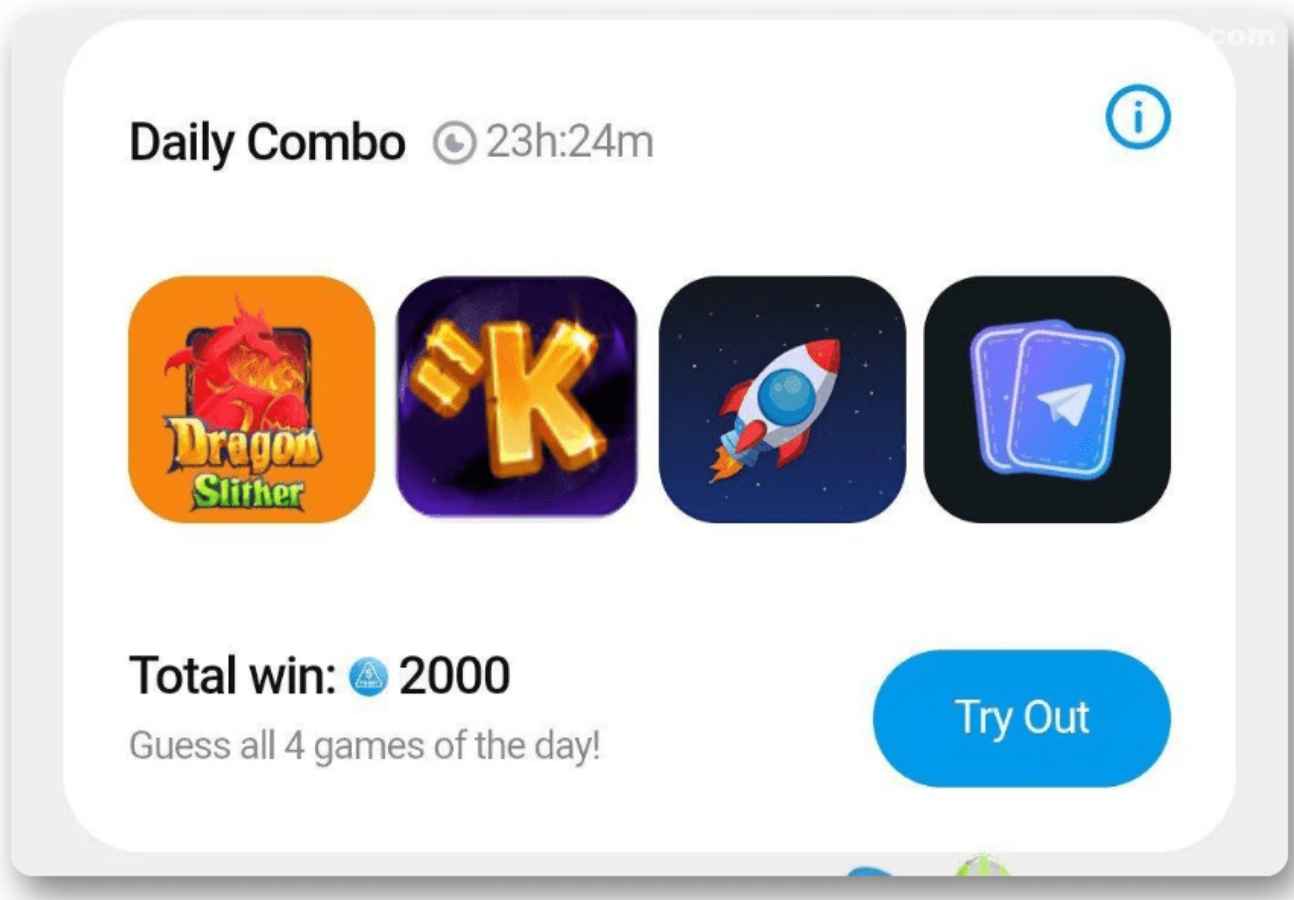 .com
Daily Combo 23h:24m
Dragon
Slither
K
Total win: 2000
Guess all 4 games of the day!
Try Out